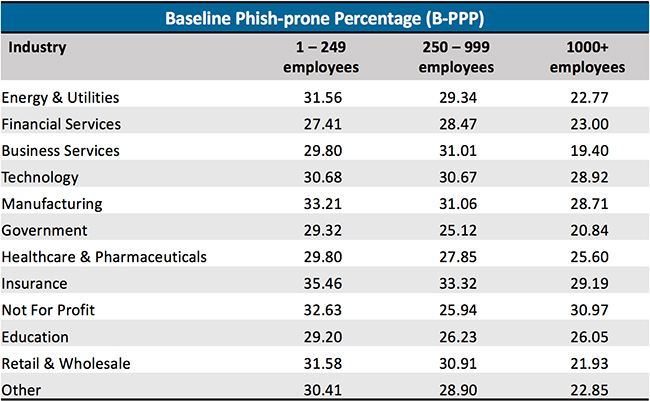 Baseline Phish-prone Percentage (B-PPP)
Industry 1 – 249 employees 250 – 999 employees 1000+ employees
Energy & Utilities 31.56 29.34 22.77
Financial Services 27.41 28.47 23.00
Business Services 29.80 31.01 19.40
Technology 30.68 30.67 28.92
Manufacturing 33.21 31.06 28.71
Government 29.32 25.12 20.84
Healthcare & Pharmaceuticals 29.80 27.85 25.60
Insurance 35.46 33.32 29.19
Not For Profit 32.63 25.94 30.97
Education 29.20 26.23 26.05
Retail & Wholesale 31.58 30.91 21.93
Other 30.41 28.90 22.85